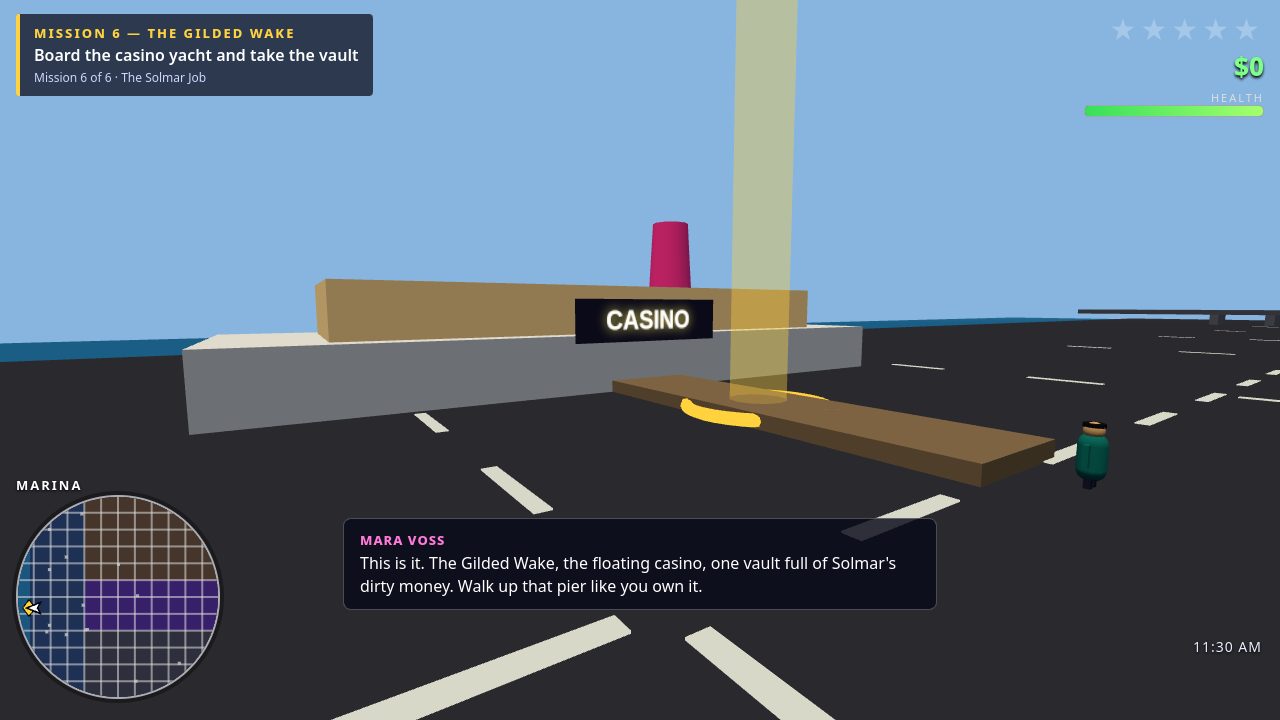 MISSION 6 — THE GILDED WAKE
Board the casino yacht and take the vault
Mission 6 of 6 · The Solmar Job
$0
HEALTH
CASINO
MARINA
MARA VOSS
This is it. The Gilded Wake, the floating casino, one vault full of Solmar's
dirty money. Walk up that pier like you own it.
11:30 AM